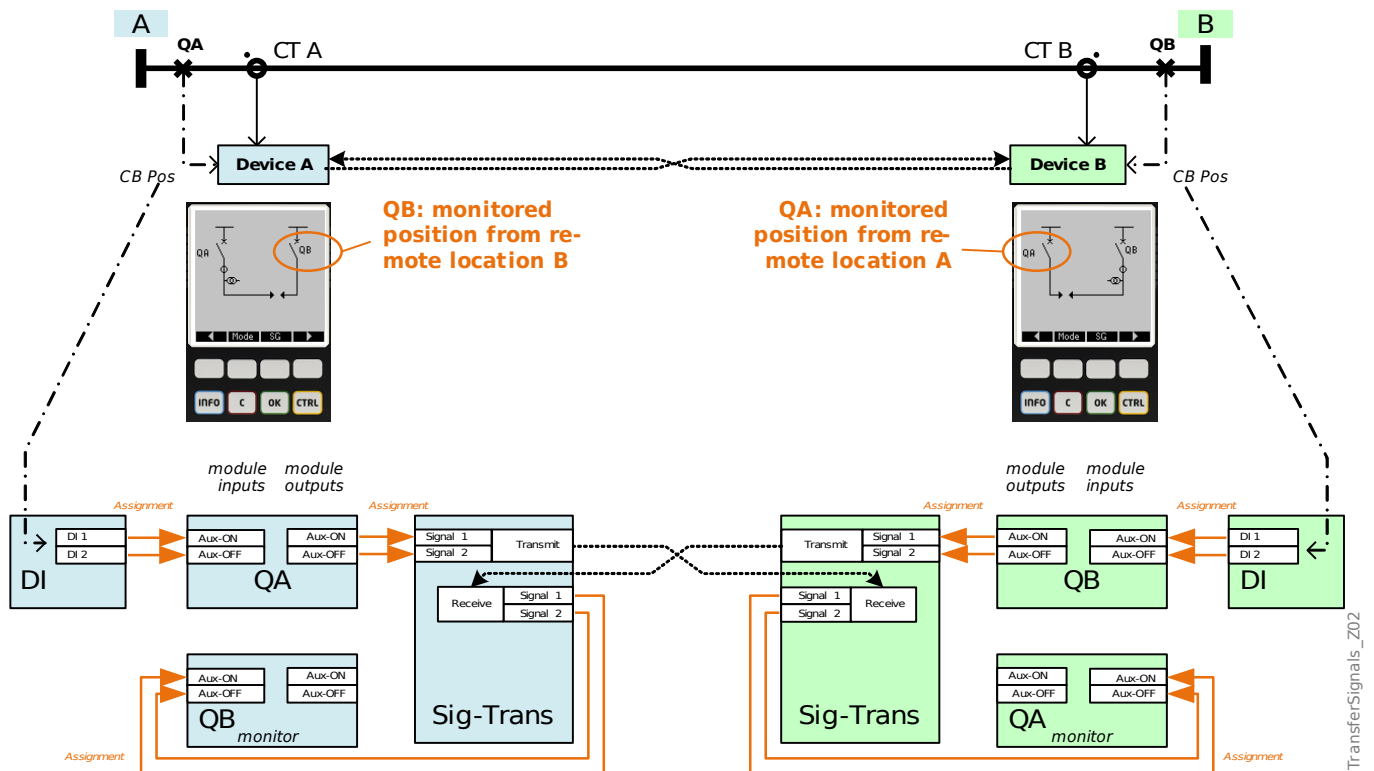 A
B
QA
CT A
CT B
QB
Device A
Device B
CB Pos
CB Pos
QB: monitored
position from re-
mote location B
QA: monitored
position from re-
mote location A
QA
QB
Mode
SG
INFO
C
OK
CTRL
QA
QB
Mode
SG
INFO
C
OK
CTRL
module
inputs
module
outputs
module
outputs
module
inputs
Assignment
Assignment
Assignment
Assignment
DI 1
DI 2
DI
Aux-ON
Aux-OFF
Aux-ON
Aux-OFF
QA
Signal 1
Signal 2
Transmit
Receive
Signal 1
Signal 2
Sig-Trans
Transmit
Signal 1
Signal 2
Signal 1
Signal 2
Receive
Sig-Trans
Aux-ON
Aux-OFF
Aux-ON
Aux-OFF
QB
DI 1
DI 2
DI
Aux-ON
Aux-OFF
Aux-ON
Aux-OFF
QB
monitor
Aux-ON
Aux-OFF
Aux-ON
Aux-OFF
QA
monitor
Assignment
Assignment
TransferSignals_Z02